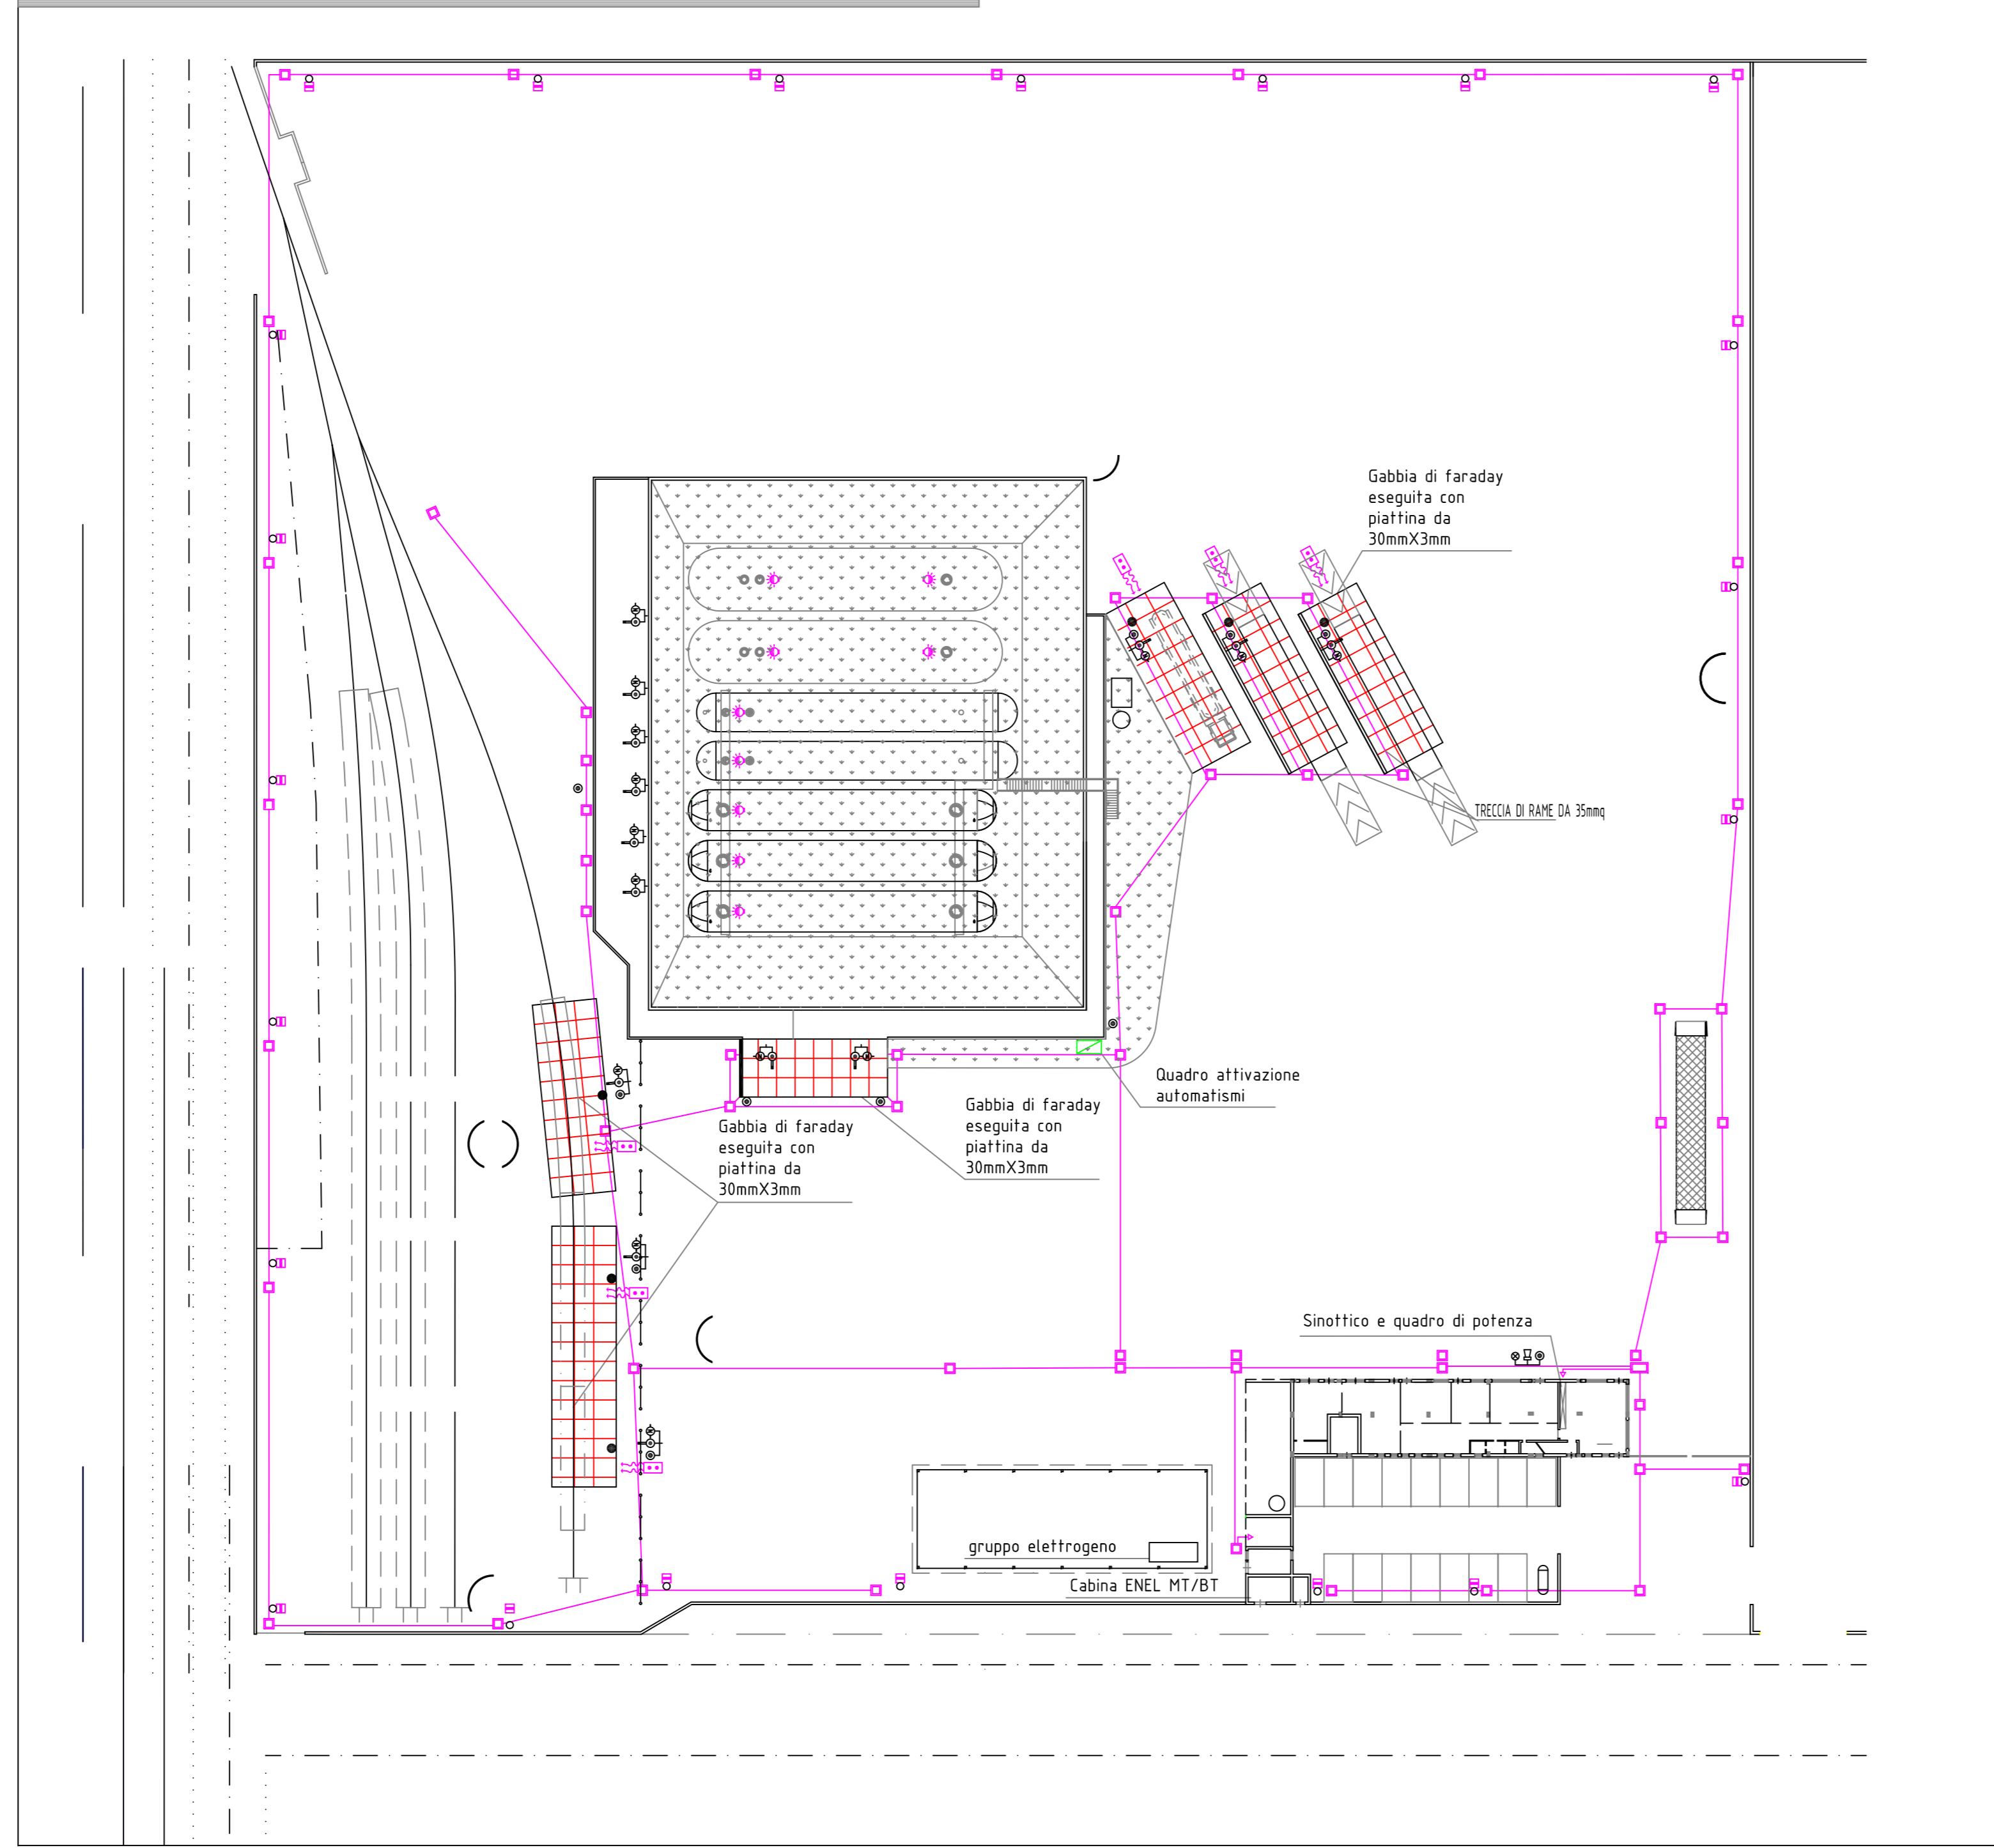 Gabbia di faraday
eseguita con
piattina da
30mmX3mm
TRECCIA DI RAME DA 35mmq
Quadro attivazione
automatismi
Gabbia di faraday
eseguita con
piattina da
30mmX3mm
Gabbia di faraday
eseguita con
piattina da
30mmX3mm
Sinottico e quadro di potenza
gruppo elettrogeno
Cabina ENEL MT/BT